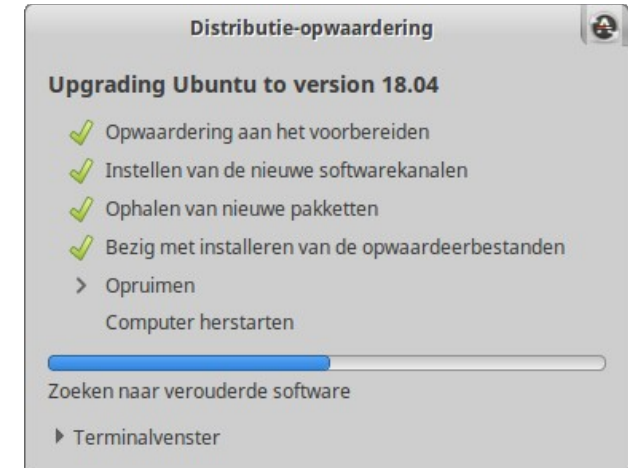 Distributie-opwaardering
Upgrading Ubuntu to version 18.04
Opwaardering aan het voorbereiden
Instellen van de nieuwe softwarekanalen
Ophalen van nieuwe pakketten
Bezig met installeren van de opwaardeerbestanden
Opruimen
Computer herstarten
Zoeken naar verouderde software
Terminalvenster